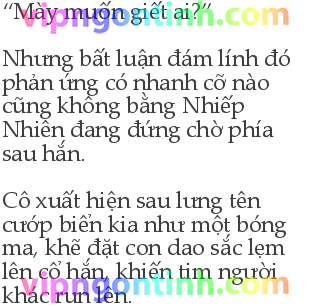 “Mày muốn giết ai?”
vipngontinh.com
Nhưng bất luận đám lính đó
phản ứng có nhanh cỡ nào
cũng không bằng Nhiếp
Nhiên đang đứng chờ phía
sau hắn.
Cô xuất hiện sau lưng tên
cướp biển kia như một bóng
ma, khẽ đặt con dao sắc lẹm
lên cổ hắn, khiến tim người
khác run lên.
vipngontinh.com